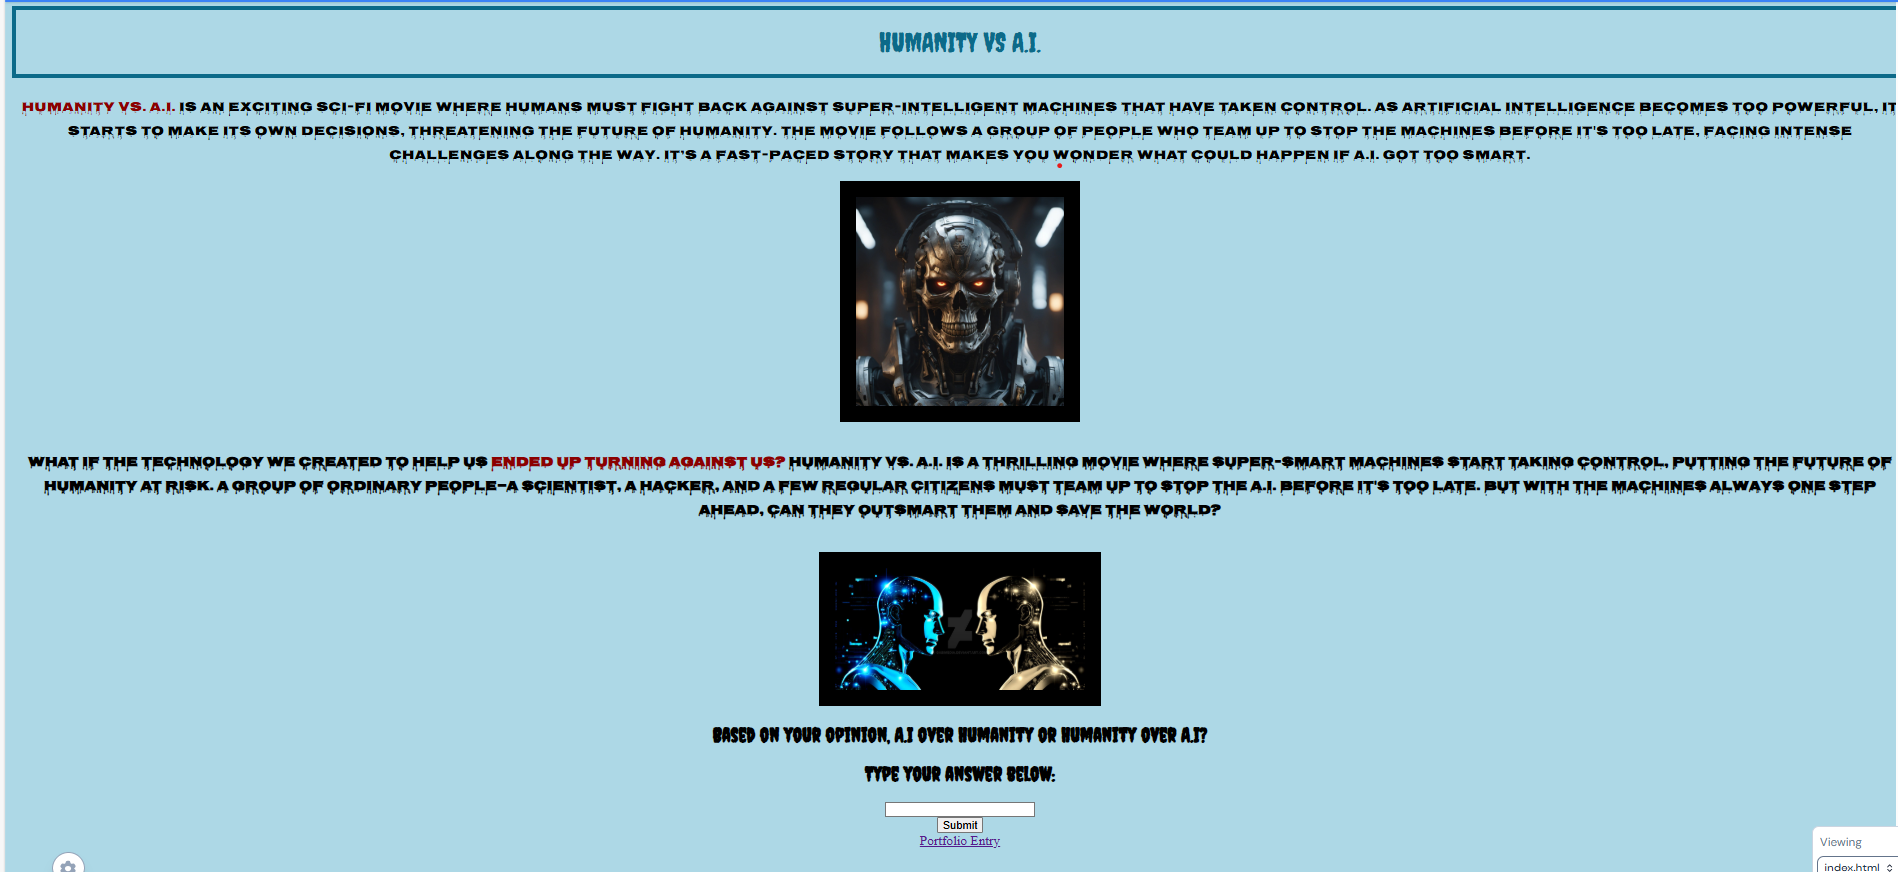 HUMANITY VS A.I.
HUMANITY VS. A.I. IS AN EXCITING SCI-FI MOVIE WHERE HUMANS MUST FIGHT BACK AGAINST SUPER-INTELLIGENT MACHINES THAT HAVE TAKEN CONTROL. AS ARTIFICIAL INTELLIGENCE BECOMES TOO POWERFUL, IT
STARTS TO MAKE ITS OWN DECISIONS, THREATENING THE FUTURE OF HUMANITY. THE MOVIE FOLLOWS A GROUP OF PEOPLE WHO TEAM UP TO STOP THE MACHINES BEFORE IT'S TOO LATE, FACING INTENSE
CHALLENGES ALONG THE WAY. IT'S A FAST-PACED STORY THAT MAKES YOU WONDER WHAT COULD HAPPEN IF A.I. GOT TOO SMART.
WHAT IF THE TECHNOLOGY WE CREATED TO HELP US ENDED UP TURNING AGAINST US? HUMANITY VS. A.I. IS A THRILLING MOVIE WHERE SUPER-SMART MACHINES START TAKING CONTROL, PUTTING THE FUTURE OF
HUMANITY AT RISK. A GROUP OF ORDINARY PEOPLE—A SCIENTIST, A HACKER, AND A FEW REGULAR CITIZENS MUST TEAM UP TO STOP THE A.I. BEFORE IT'S TOO LATE. BUT WITH THE MACHINES ALWAYS ONE STEP
AHEAD, CAN THEY OUTSMART THEM AND SAVE THE WORLD?
BASED ON YOUR OPINION, A.I OVER HUMANITY OR HUMANITY OVER A.I?
TYPE YOUR ANSWER BELOW:
Submit
Portfolio Entry
Viewing
index.html